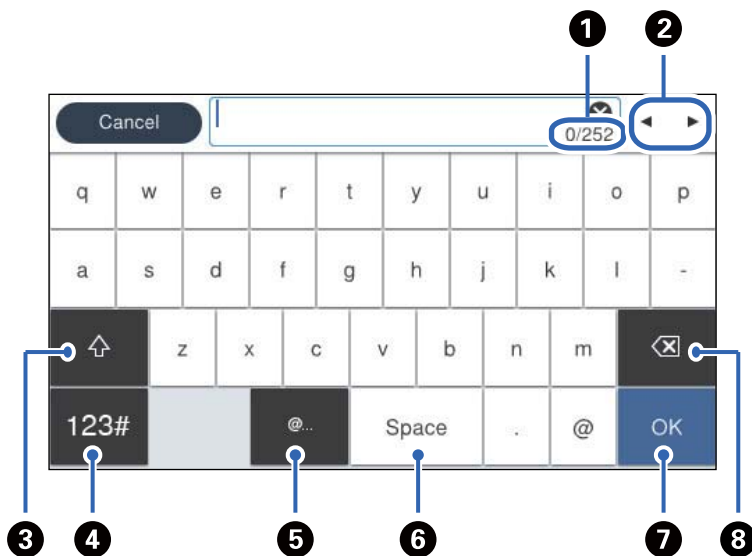 1 2
Cancel
0/252
q w e r t y u i o p
a s d f g h j k l -
z x c v b n m
123# @... Space . @ OK
3 4 5 6 7 8